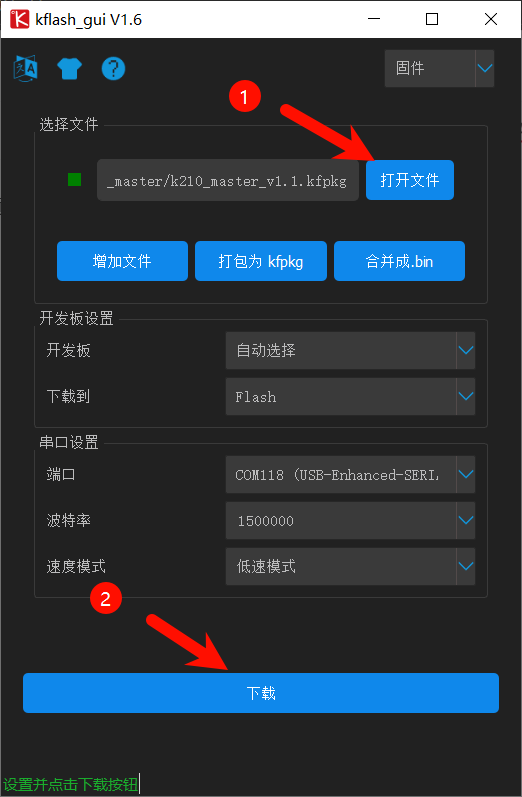 kflash_gui V1.6
固件
1
选择文件
_master/k210_master_v1.1.kfpkg
打开文件
增加文件
打包为 kfpkg
合并成.bin
开发板设置
开发板
自动选择
下载到
Flash
串口设置
端口
COM118 (USB-Enhanced-SERI
波特率
1500000
速度模式
低速模式
2
下载
设置并点击下载按钮